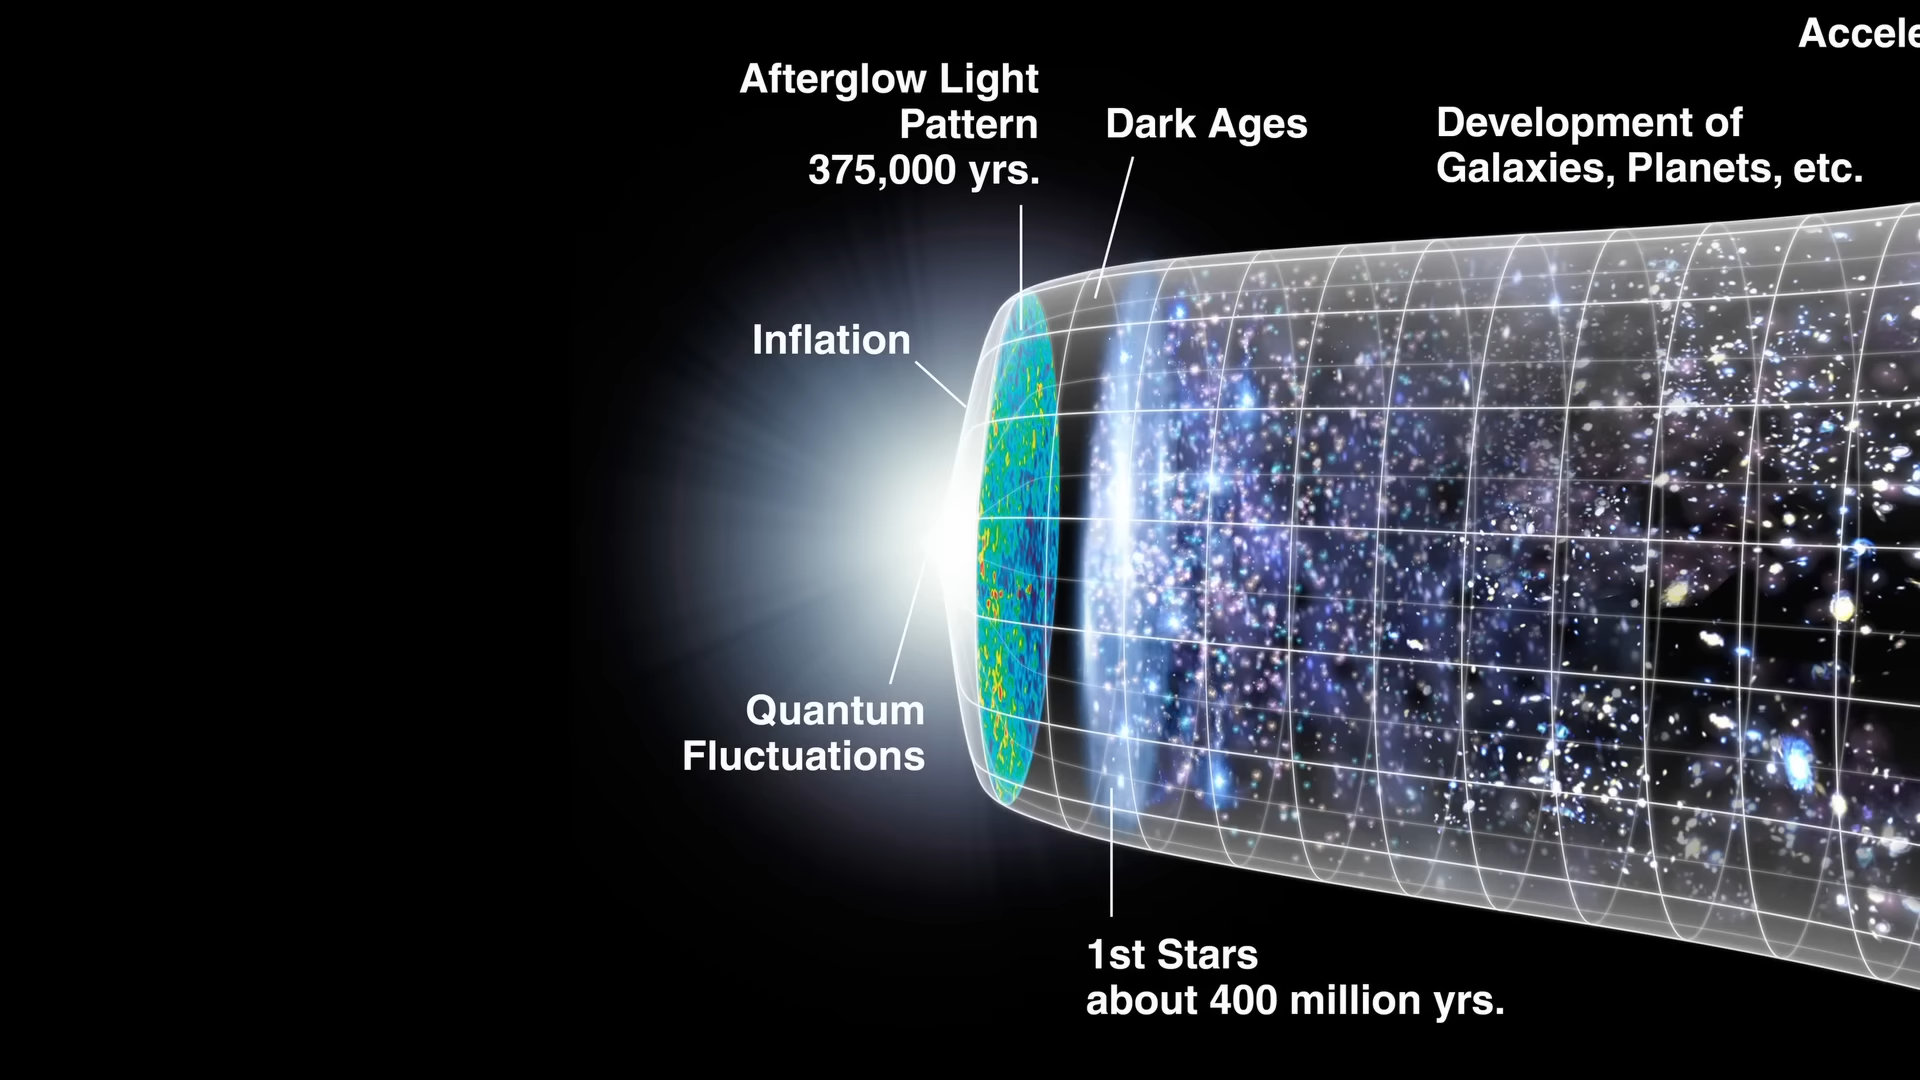 Accele
Afterglow Light
Pattern
375,000 yrs.
Dark Ages
Development of
Galaxies, Planets, etc.
Inflation
Quantum
Fluctuations
1st Stars
about 400 million yrs.